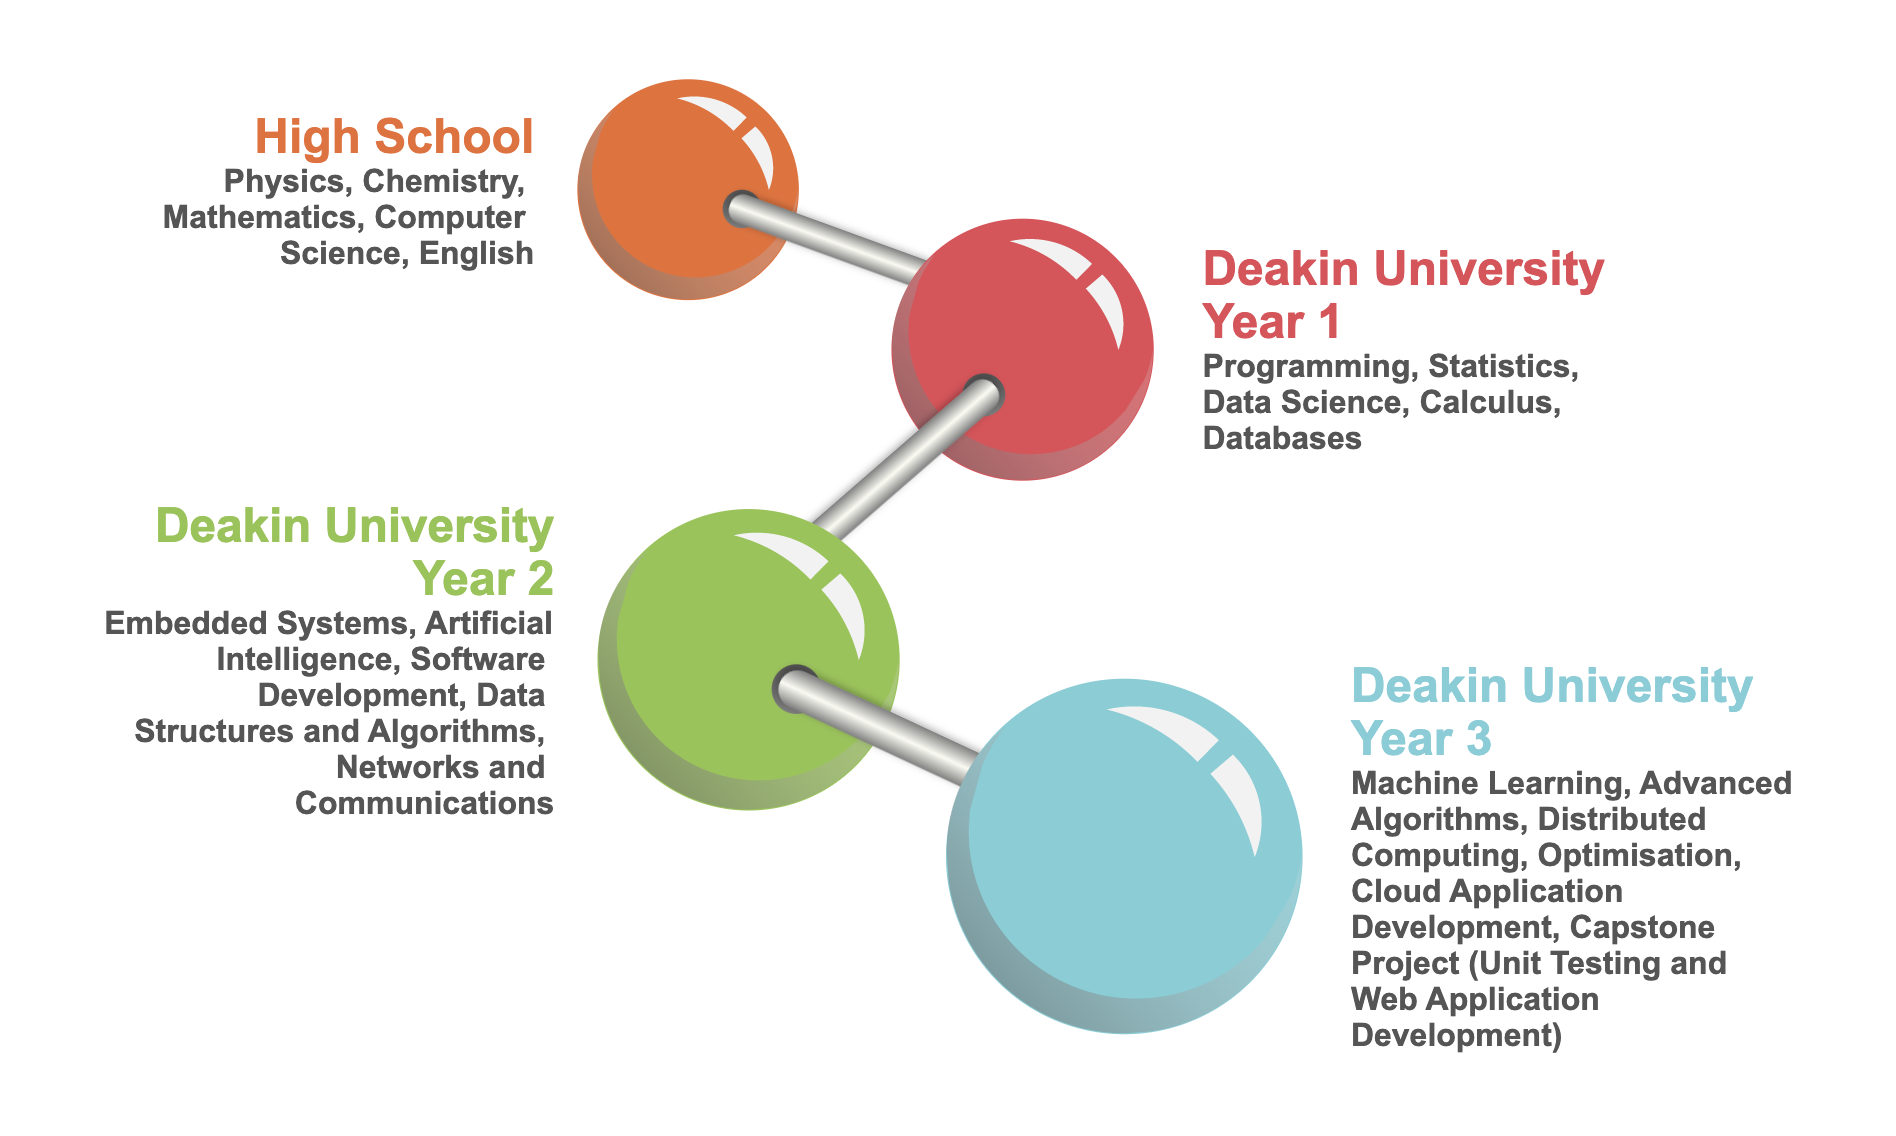 High School
Physics, Chemistry,
Mathematics, Computer
Science, English
Deakin University
Year 1
Programming, Statistics,
Data Science, Calculus,
Databases
Deakin University
Year 2
Embedded Systems, Artificial
Intelligence, Software
Development, Data
Structures and Algorithms,
Networks and
Communications
Deakin University
Year 3
Machine Learning, Advanced
Algorithms, Distributed
Computing, Optimisation,
Cloud Application
Development, Capstone
Project (Unit Testing and
Web Application
Development)